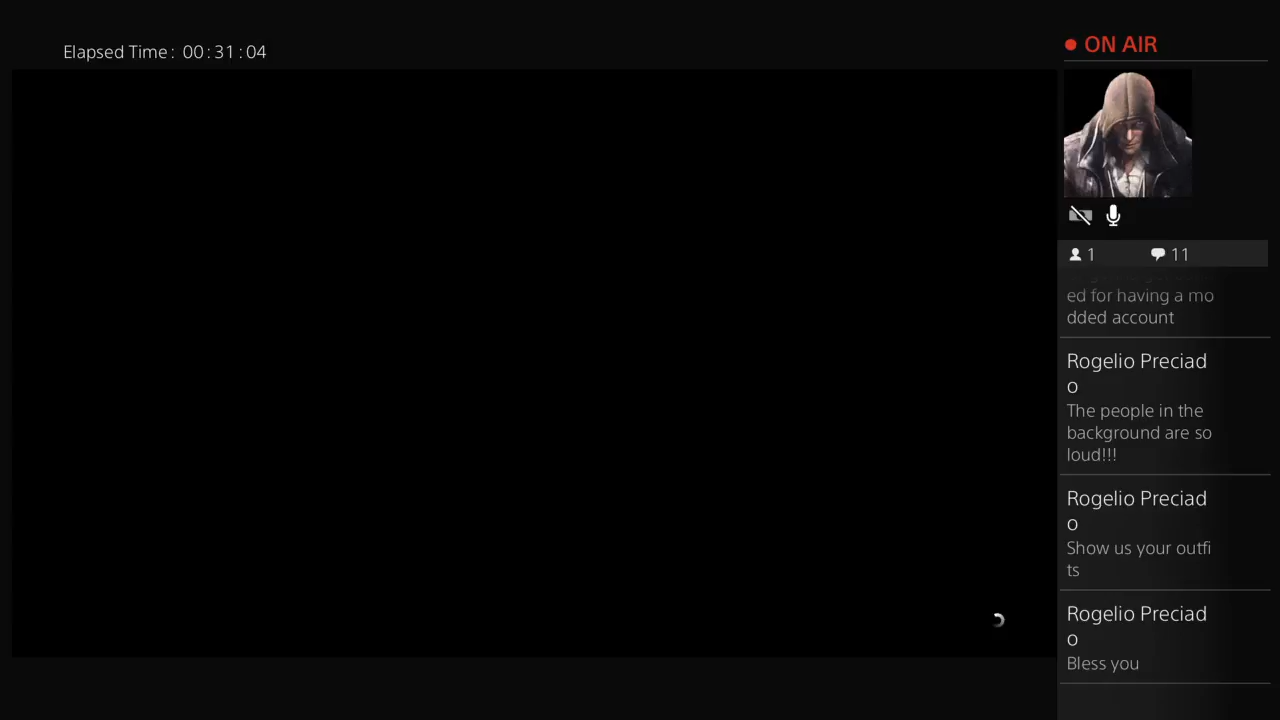 Elapsed Time: 00:31:04
ON AIR
1 11
ed for having a mo
dded account
Rogelio Preciad
o
The people in the
background are so
loud!!!
Rogelio Preciad
o
Show us your outfi
ts
Rogelio Preciad
o
Bless you